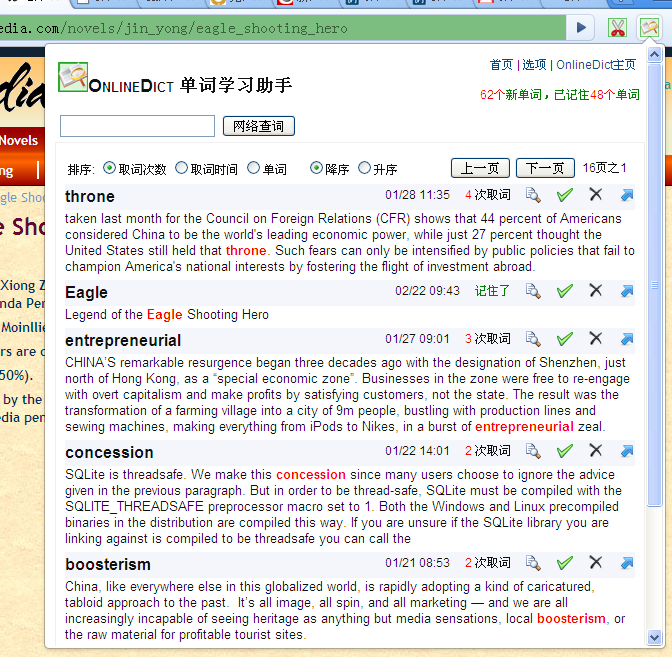 edia.com/novels/jin_yong/eagle_shooting_hero
首页 | 选项 | OnlineDict主页
OnlineDict 单词学习助手
62个新单词，已记住48个单词
网络查询
Novels
排序: 取词次数 取词时间 单词 降序 升序 上一页 下一页 16页之1
throne 01/28 11:35 4 次取词
taken last month for the Council on Foreign Relations (CFR) shows that 44 percent of Americans
considered China to be the world's leading economic power, while just 27 percent thought the
United States still held that throne. Such fears can only be intensified by public policies that fail to
champion America's national interests by fostering the flight of investment abroad.
Eagle 02/22 09:43 记住了
Legend of the Eagle Shooting Hero
entrepreneurial 01/27 09:01 3 次取词
CHINA'S remarkable resurgence began three decades ago with the designation of Shenzhen, just
north of Hong Kong, as a “special economic zone”. Businesses in the zone were free to re-engage
with overt capitalism and make profits by satisfying customers, not the state. The result was the
transformation of a farming village into a city of 9m people, bustling with production lines and
sewing machines, making everything from iPods to Nikes, in a burst of entrepreneurial zeal.
concession 01/22 14:01 2 次取词
SQLite is threadsafe. We make this concession since many users choose to ignore the advice
given in the previous paragraph. But in order to be thread-safe, SQLite must be compiled with the
SQLITE_THREADSAFE preprocessor macro set to 1. Both the Windows and Linux precompiled
binaries in the distribution are compiled this way. If you are unsure if the SQLite library you are
linking against is compiled to be threadsafe you can call the
boosterism 01/21 08:53 2 次取词
China, like everywhere else in this globalized world, is rapidly adopting a kind of caricatured,
tabloid approach to the past. It's all image, all spin, and all marketing — and we are all
increasingly incapable of seeing heritage as anything but media sensations, local boosterism, or
the raw material for profitable tourist sites.
ng
gle Shoo
e Sho
Xiong Z
nda Per
Moinllie
rs are o
50%).
by the
edia pen